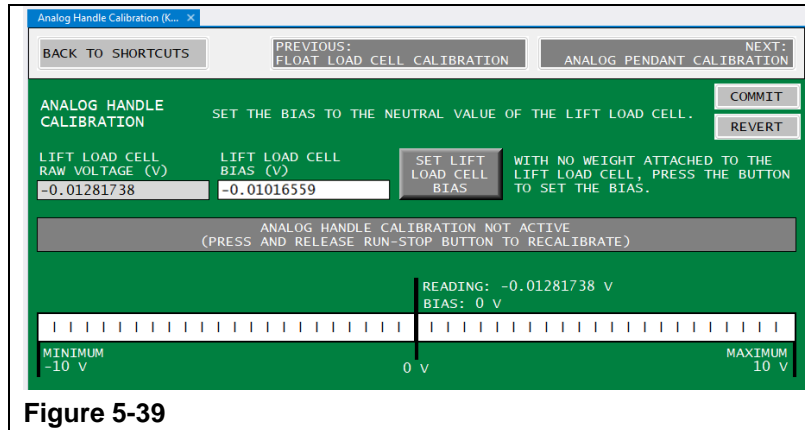 Analog Handle Calibration (K... ×
BACK TO SHORTCUTS
PREVIOUS:
FLOAT LOAD CELL CALIBRATION
NEXT:
ANALOG PENDANT CALIBRATION
ANALOG HANDLE
CALIBRATION
SET THE BIAS TO THE NEUTRAL VALUE OF THE LIFT LOAD CELL.
COMMIT
REVERT
LIFT LOAD CELL
RAW VOLTAGE (V)
-0.01281738
LIFT LOAD CELL
BIAS (V)
-0.01016559
SET LIFT
LOAD CELL
BIAS
WITH NO WEIGHT ATTACHED TO THE
LIFT LOAD CELL, PRESS THE BUTTON
TO SET THE BIAS.
ANALOG HANDLE CALIBRATION NOT ACTIVE
(PRESS AND RELEASE RUN-STOP BUTTON TO RECALIBRATE)
READING: -0.01281738 V
BIAS: 0 V
MINIMUM
-10 V
0 V
MAXIMUM
10 V
Figure 5-39